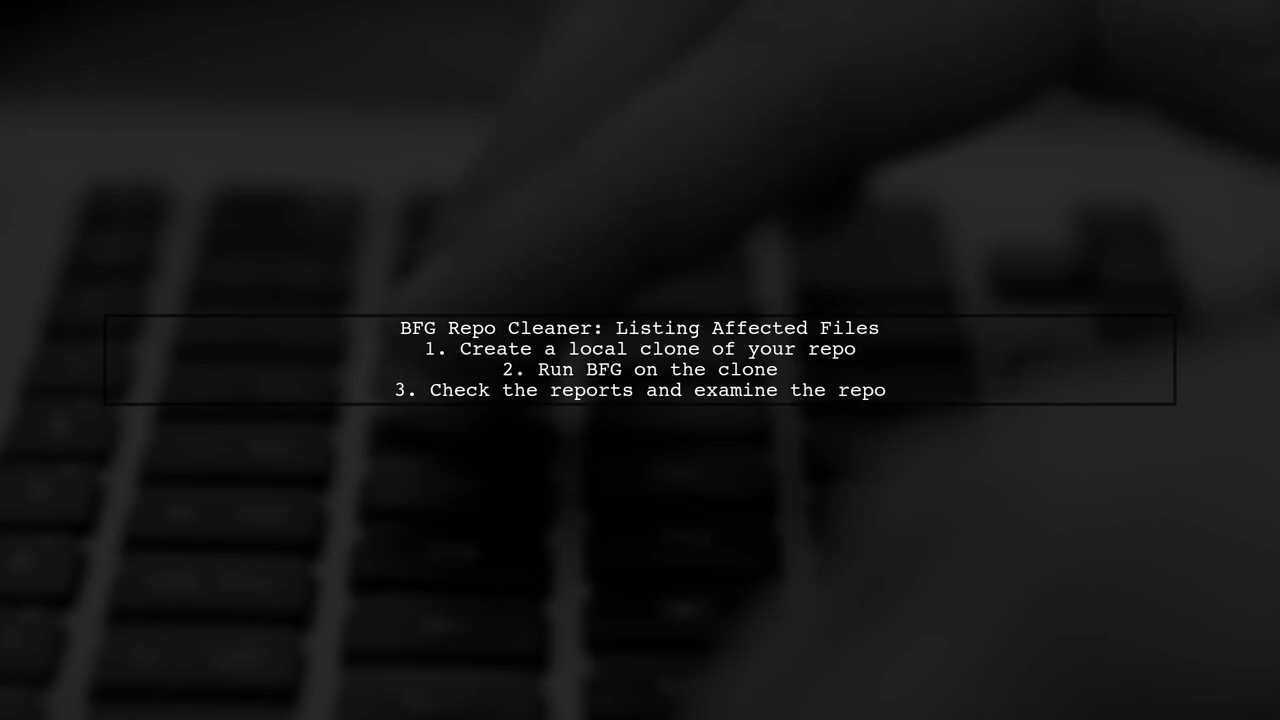 BFG Repo Cleaner: Listing Affected Files
1. Create a local clone of your repo
2. Run BFG on the clone
3. Check the reports and examine the repo